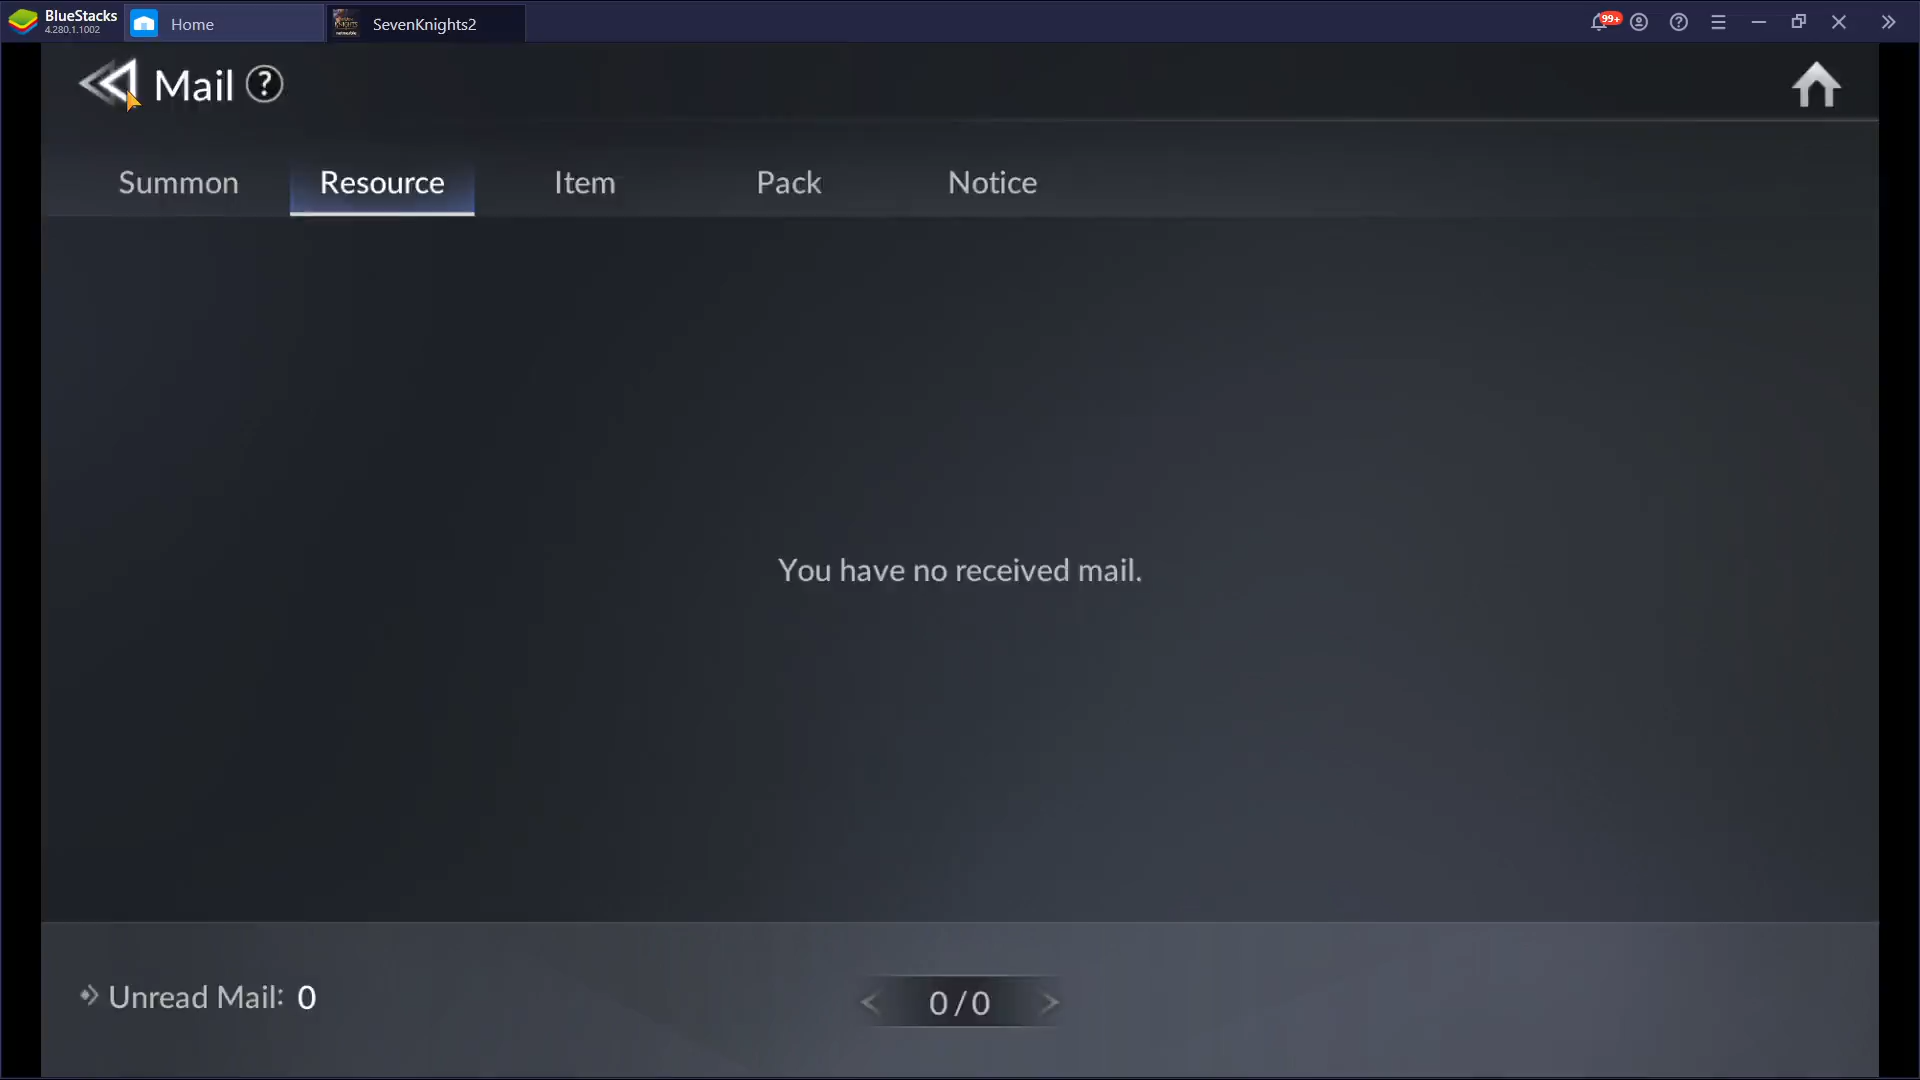 BlueStacks
4.280.1.1002
Home
SevenKnights2
99+
Mail ?
Summon
Resource
Item
Pack
Notice
You have no received mail.
Unread Mail: 0
< 0/0 >